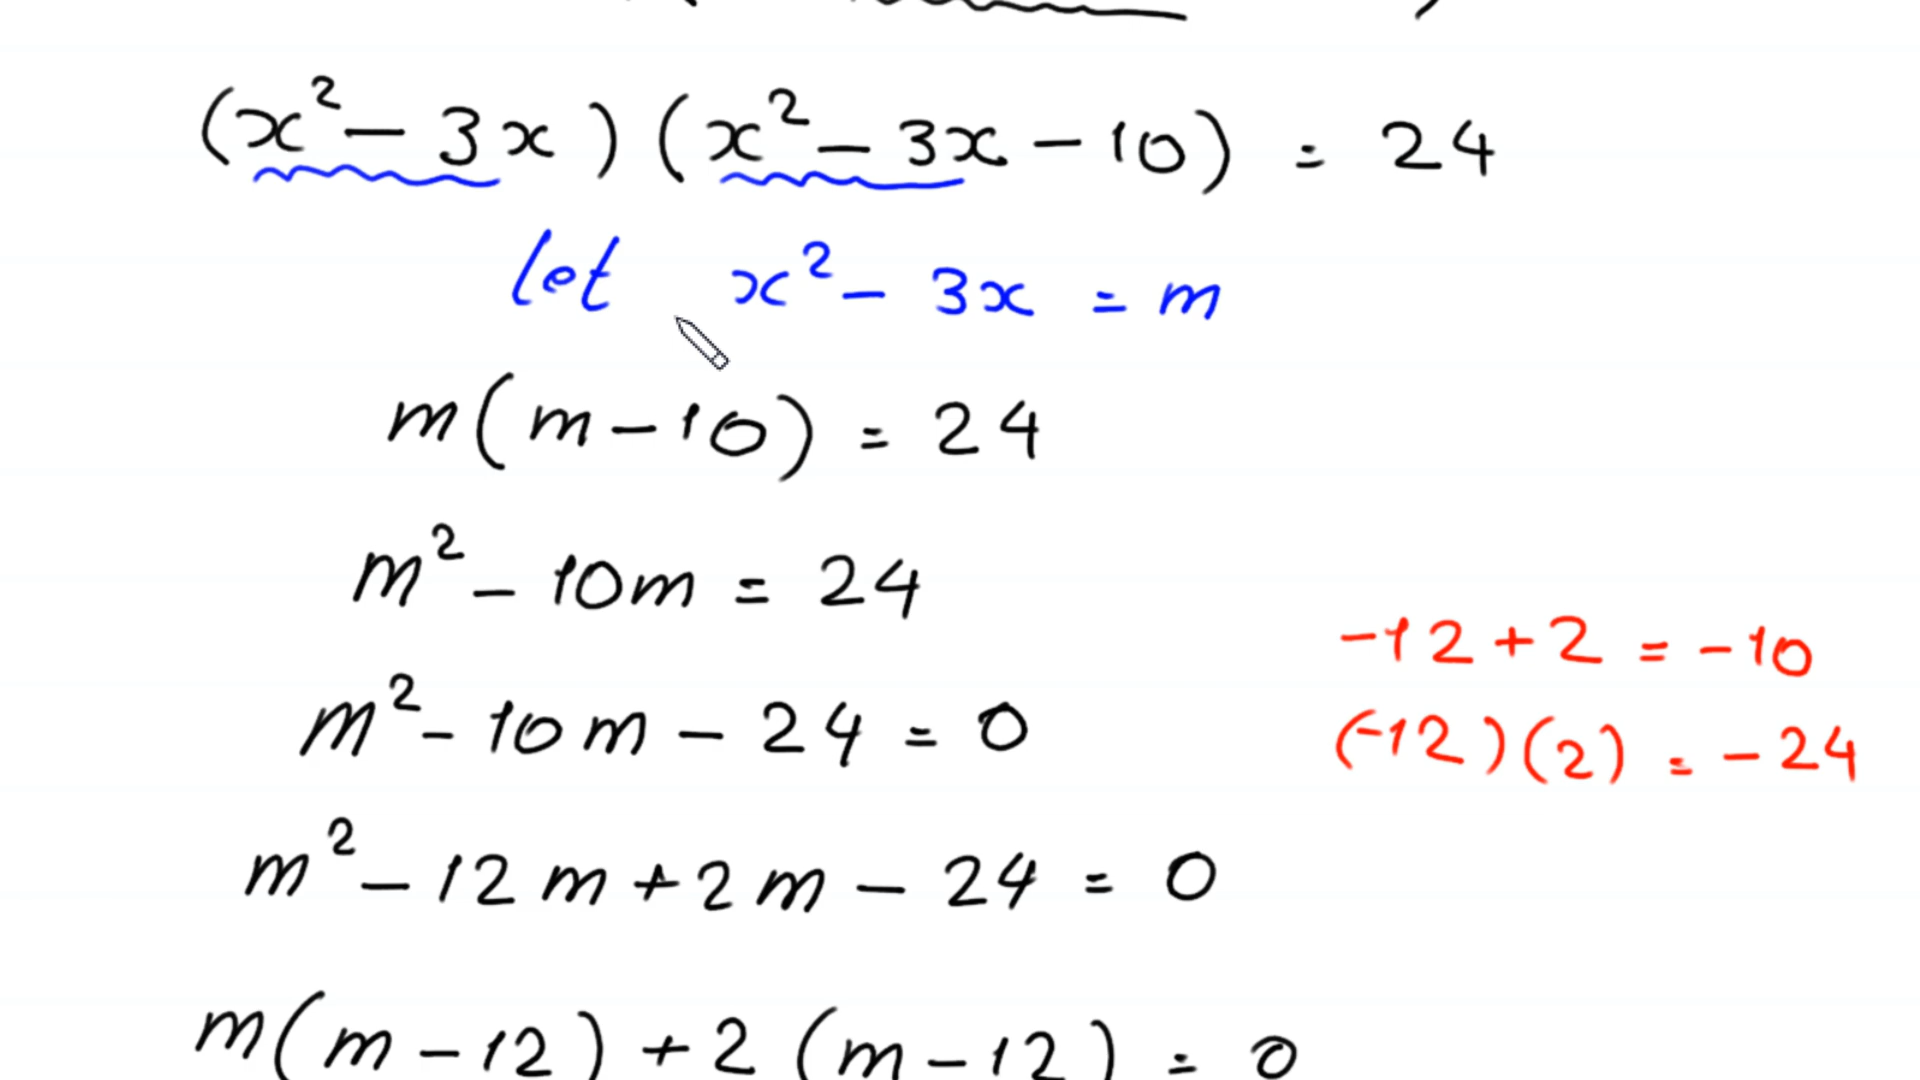 (x² - 3x)(x² - 3x - 10) = 24
let x² - 3x = m
m(m - 10) = 24
m² - 10m = 24
m² - 10m - 24 = 0
-12 + 2 = -10
(-12)(2) = -24
m² - 12m + 2m - 24 = 0
m(m - 12) + 2(m - 12) = 0